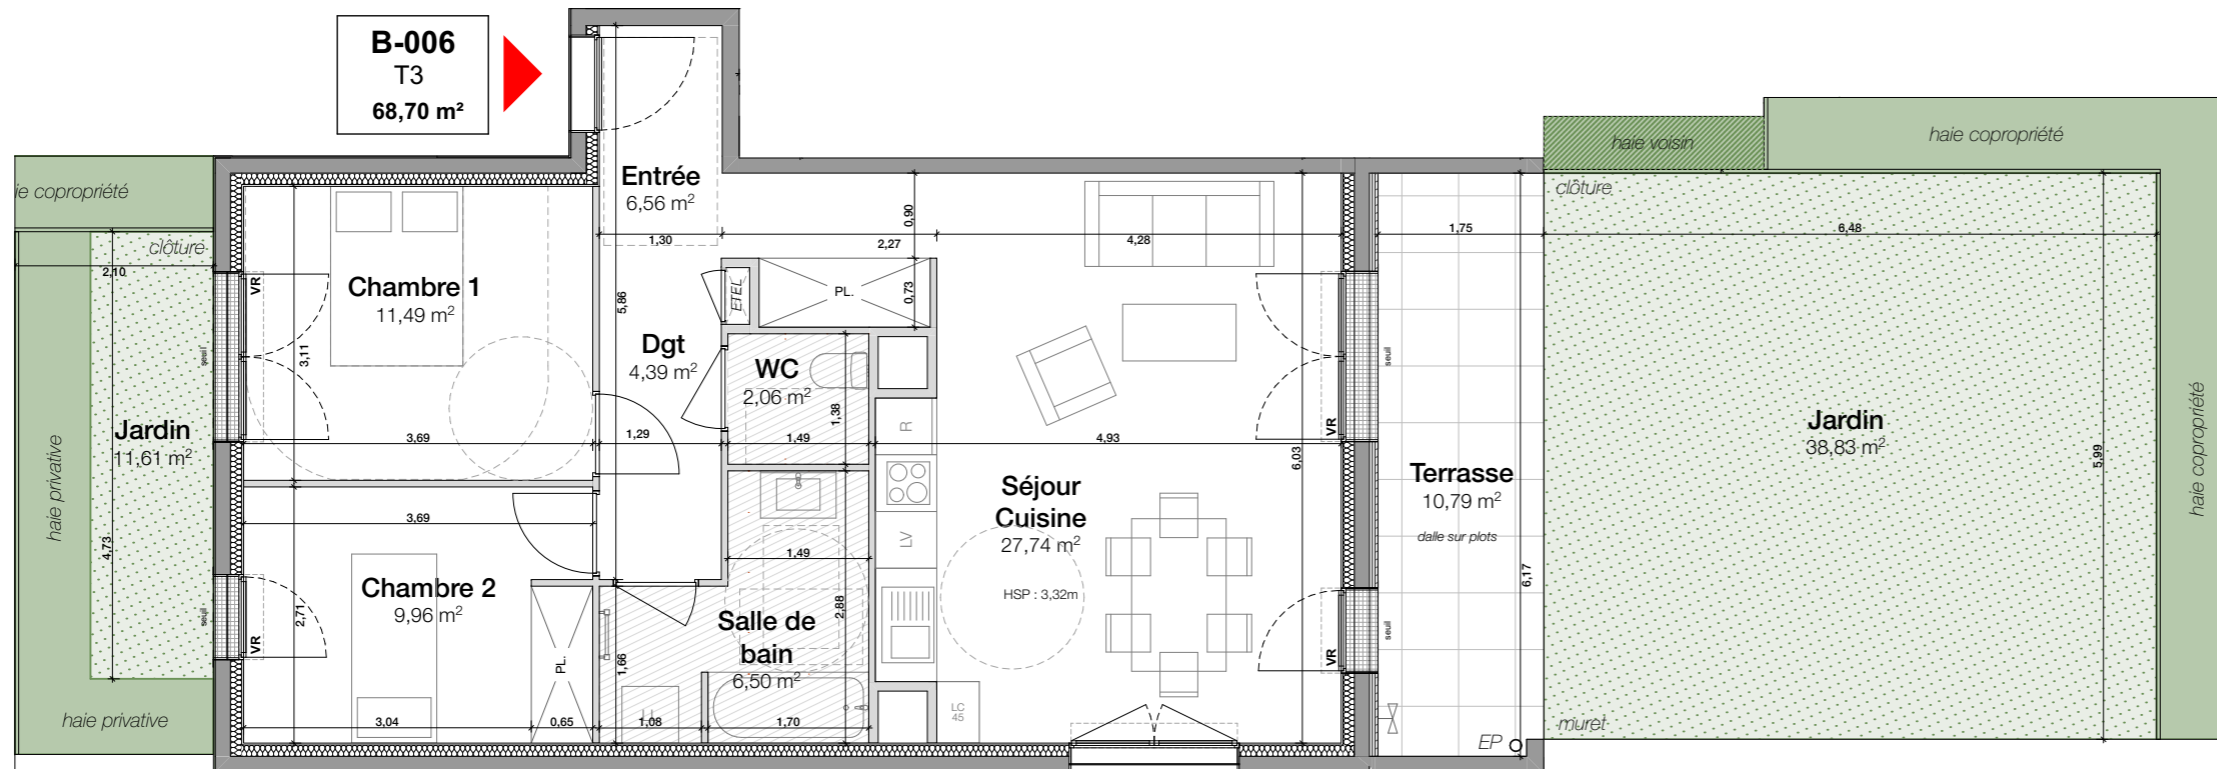 B-006
T3
68,70 m²
haie voisin
haie copropriété
ie copropriété
clôture
2,10
Entrée
6,56 m²
0,90
1,30
2,27
4,28
1,75
clôture
6,48
VR
Chambre 1
11,49 m²
5,86
ETEL
PL.
0,73
3,11
seuil
Dgt
4,39 m²
WC
2,06 m²
1,38
seuil
Jardin
11,61 m²
haie privative
3,69
1,29
1,49
R
4,93
VR
6,03
Jardin
38,83 m²
5,99
haie copropriété
Terrasse
10,79 m²
dalle sur plots
Séjour
Cuisine
27,74 m²
HSP : 3,32m
LV
3,69
4,73
1,49
6,17
Chambre 2
9,96 m²
2,71
seuil
VR
2,88
Salle de
bain
6,50 m²
1,66
PL.
seuil
VR
haie privative
3,04
0,65
1,08
LL
1,70
LC
45
muret
EP